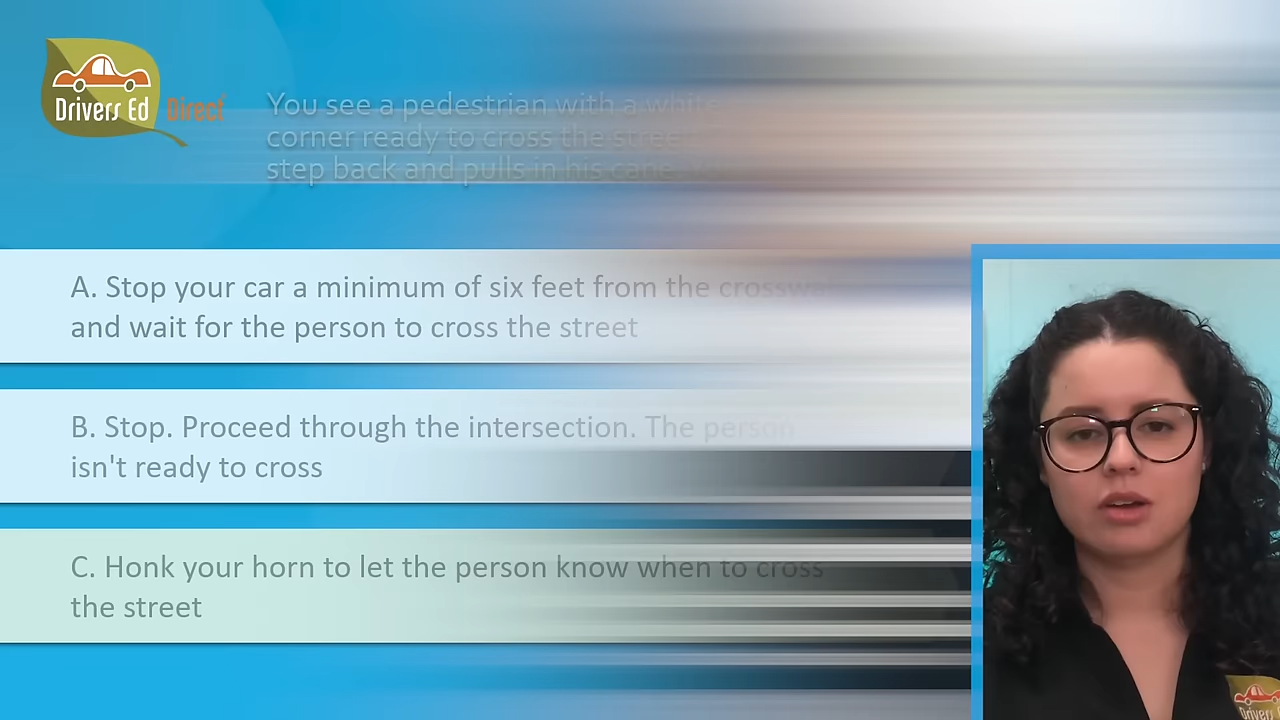 Drivers Ed Direct
You see a pedestrian with a white
corner ready to cross the street
step back and pulls in his cane.
A. Stop your car a minimum of six feet from the
and wait for the person to cross the street
B. Stop. Proceed through the intersection. The person
isn't ready to cross
C. Honk your horn to let the person know when to cross
the street
Drivers